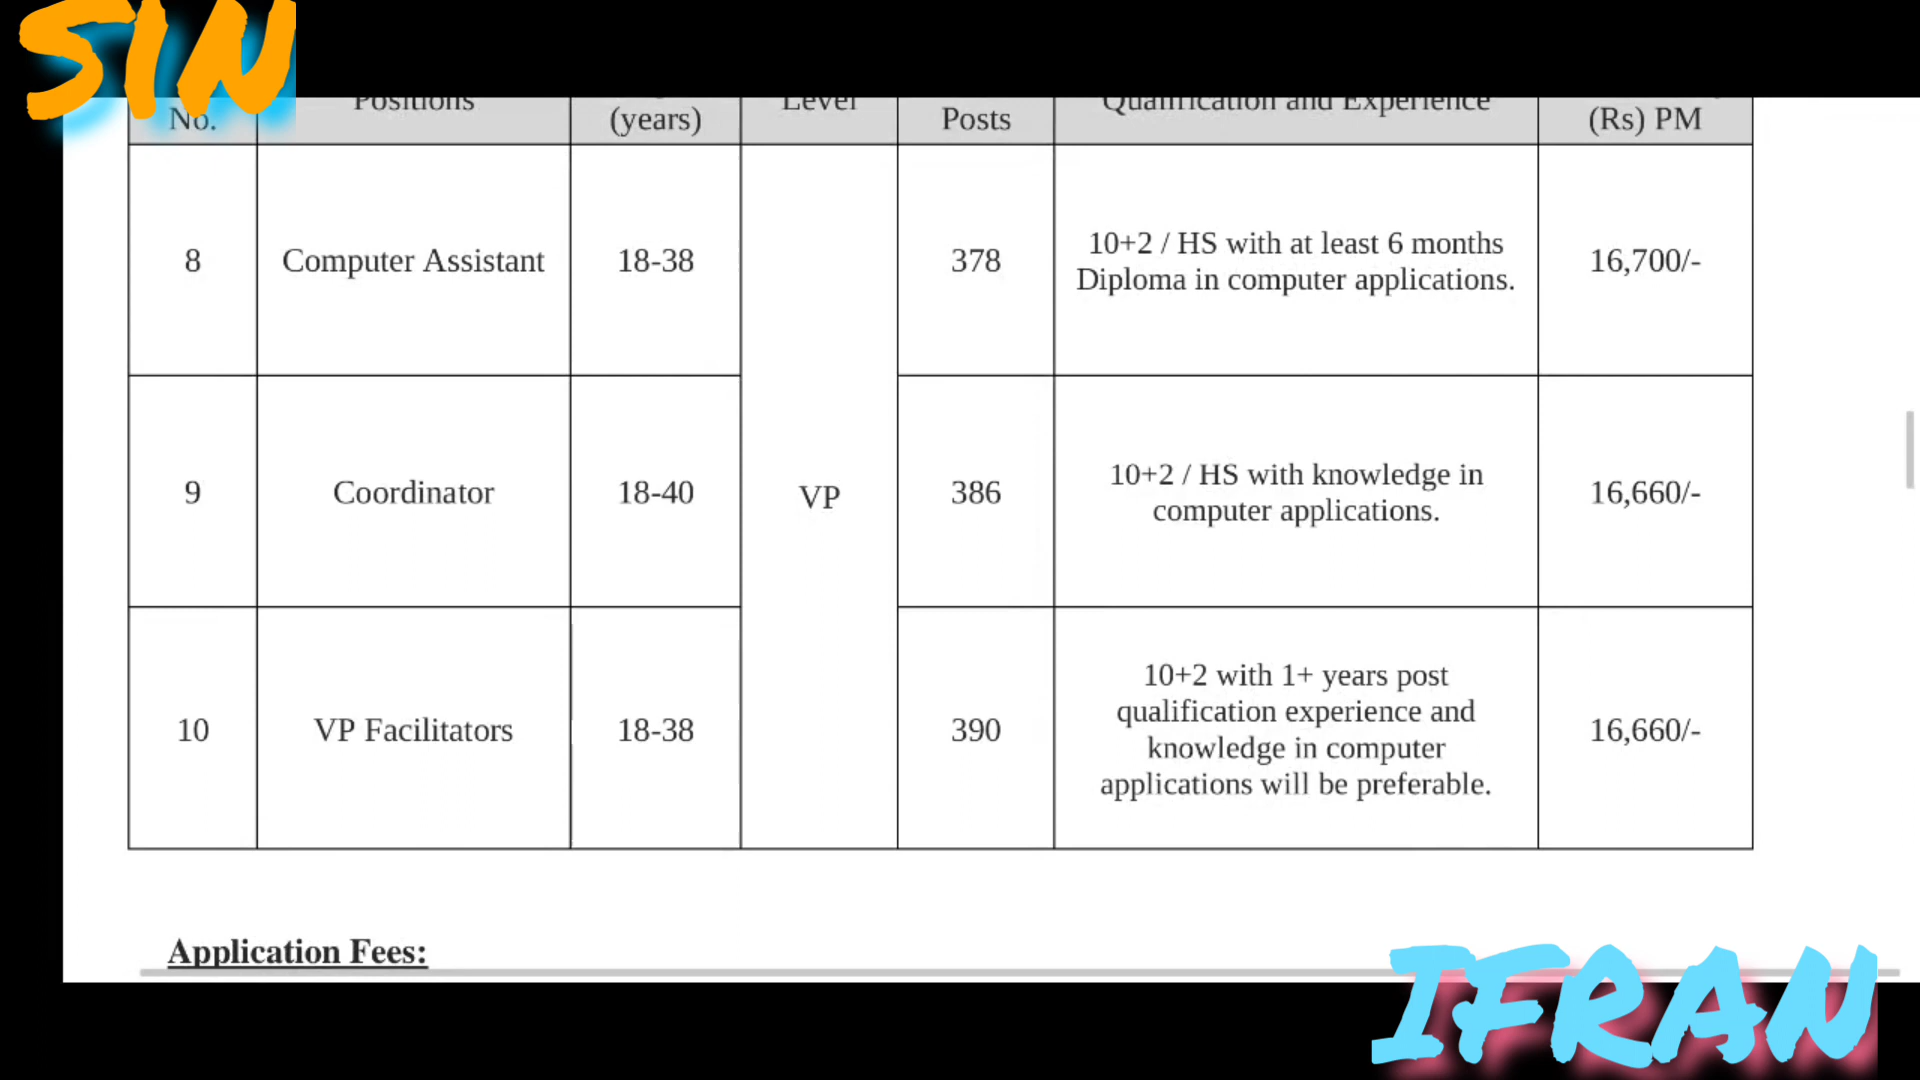 SIN
No.
Positions
(years)
Level
Posts
Qualification and Experience
(Rs) PM
8
Computer Assistant
18-38
378
10+2 / HS with at least 6 months
Diploma in computer applications.
16,700/-
9
Coordinator
18-40
VP
386
10+2 / HS with knowledge in
computer applications.
16,660/-
10
VP Facilitators
18-38
390
10+2 with 1+ years post
qualification experience and
knowledge in computer
applications will be preferable.
16,660/-
Application Fees:
IFRAN